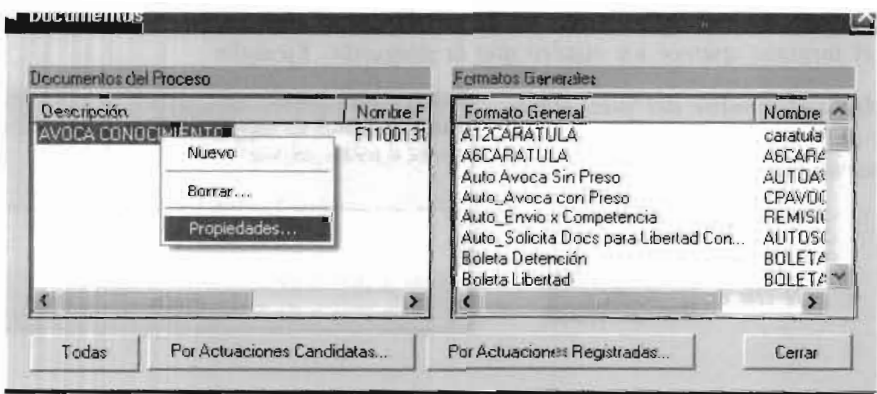 Documentos
Documentos del Proceso
Descripción Nombre F
AVOCA CONOCIMIENTO F1100131
Nuevo
Borrar...
Propiedades...
Formatos Generales
Formato General Nombre
A12CARATULA caratula
A6CARATULA A6CARA
Auto Avoca Sin Preso AUTOAV
Auto_Avoca con Preso CPAVOC
Auto_Envio x Competencia REMISI
Auto_Solicita Docs para Libertad Con... AUTOSO
Boleta Detención BOLETA
Boleta Libertad BOLETA
Todas
Por Actuaciones Candidatas...
Por Actuaciones Registradas...
Cerrar